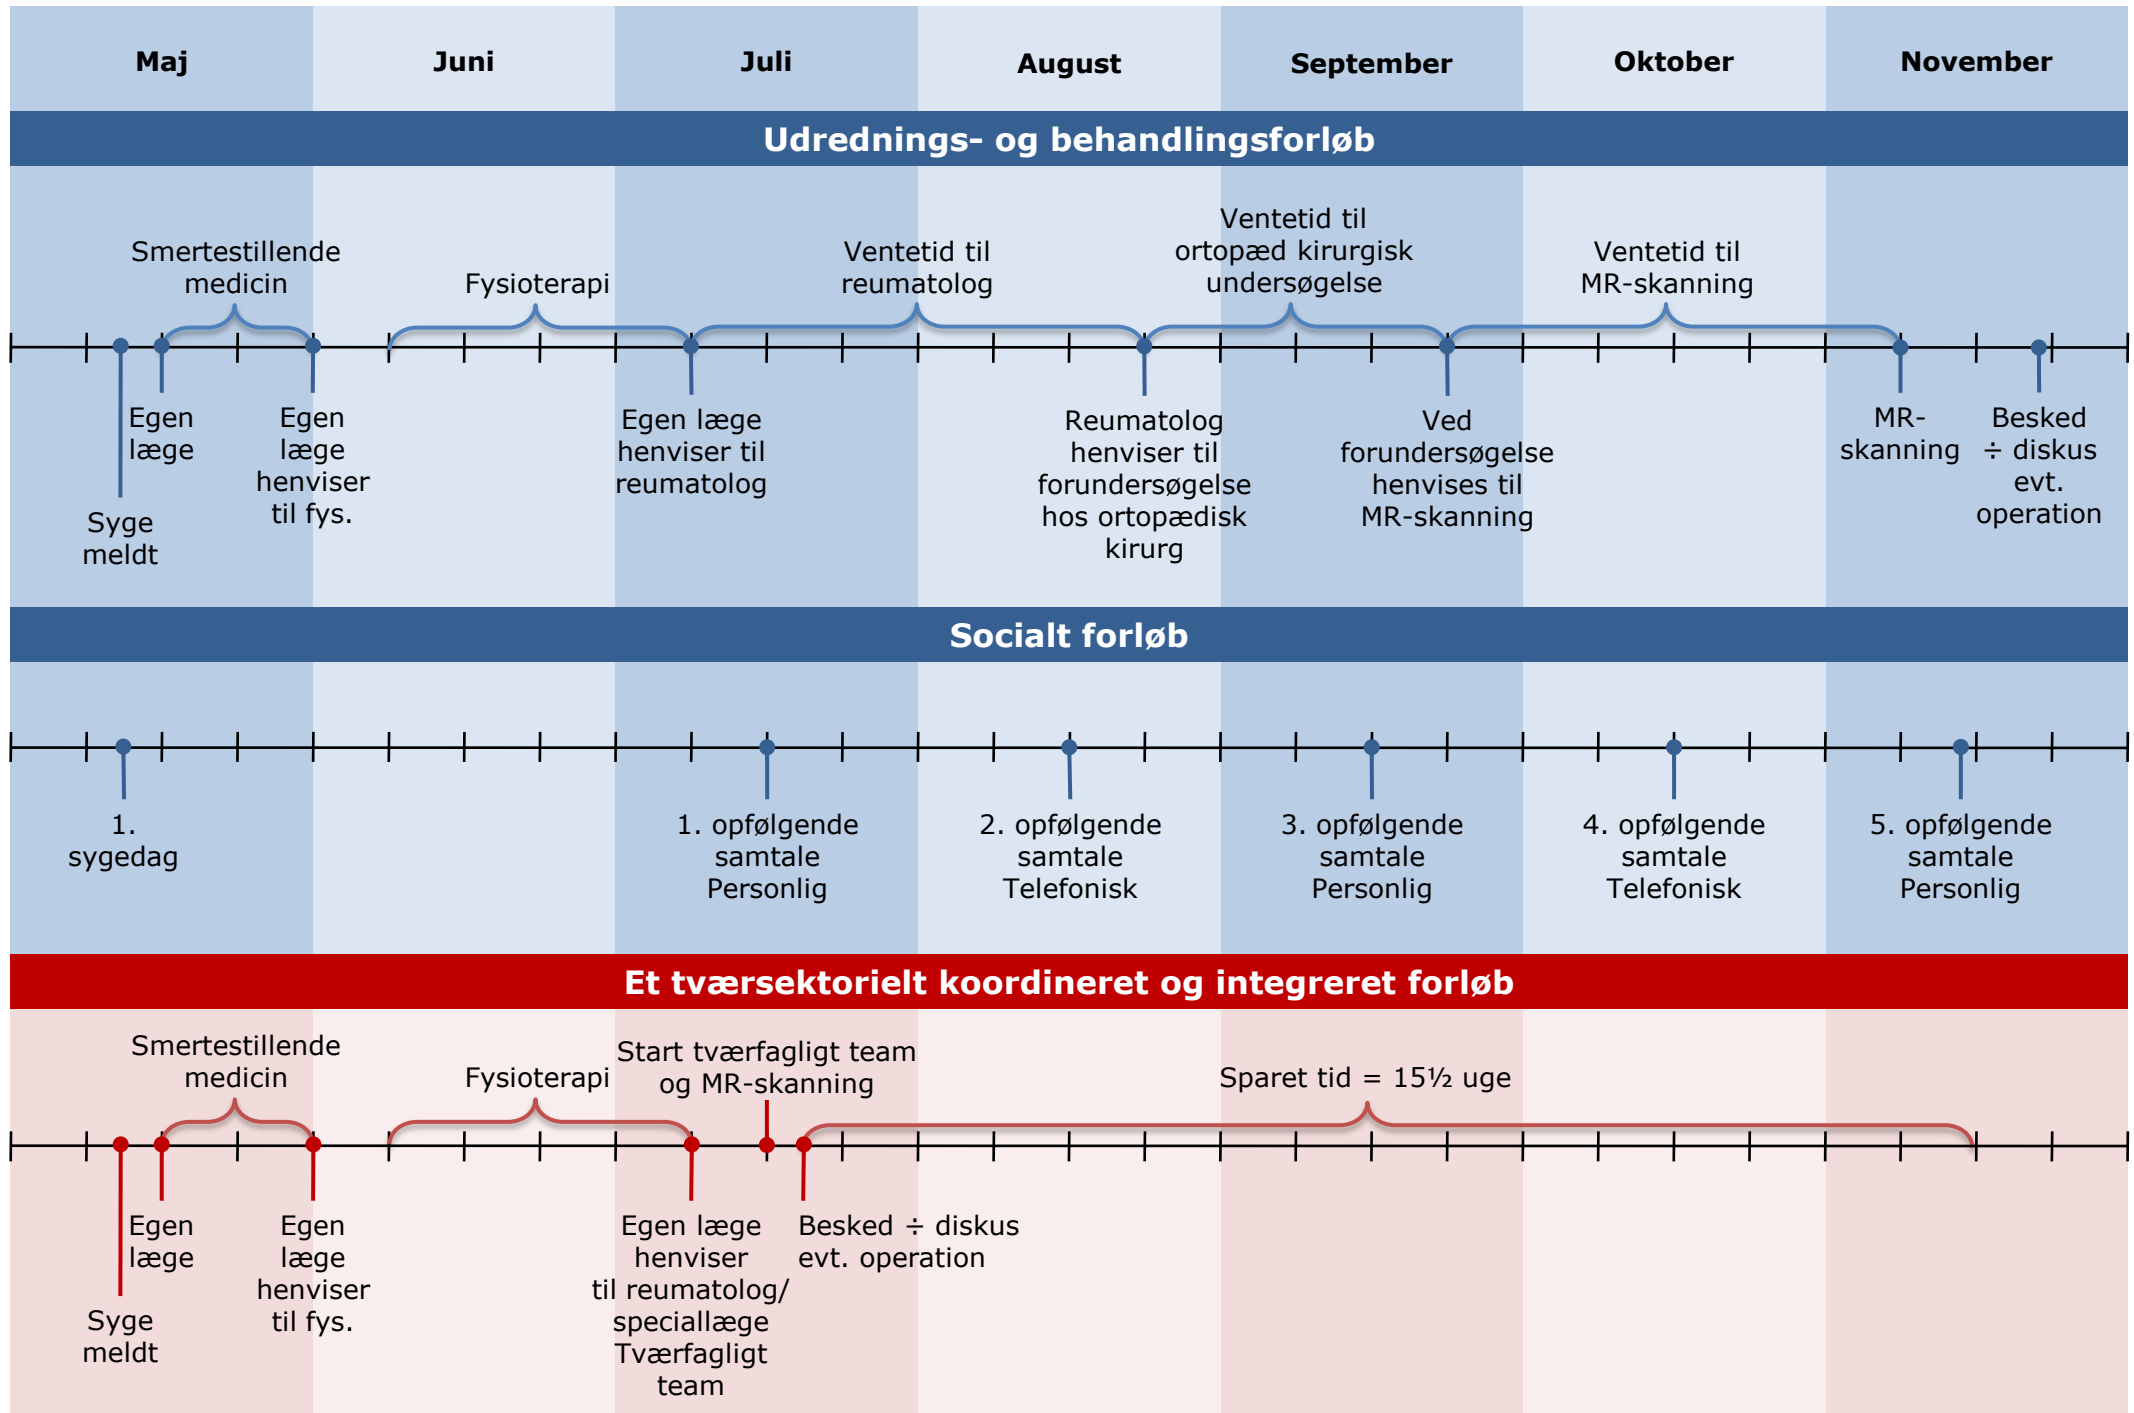 Maj
Juni
Juli
August
September
Oktober
November
Udrednings- og behandlingsforløb
Smertestillende
medicin
Fysioterapi
Ventetid til
reumatolog
Ventetid til
ortopæd kirurgisk
undersøgelse
Ventetid til
MR-skanning
Syge
meldt
Egen
læge
Egen
læge
henviser
til fys.
Egen læge
henviser til
reumatolog
Reumatolog
henviser til
forundersøgelse
hos ortopædisk
kirurg
Ved
forundersøgelse
henvises til
MR-skanning
MR-
skanning
Besked
÷ diskus
evt.
operation
Socialt forløb
1.
sygedag
1. opfølgende
samtale
Personlig
2. opfølgende
samtale
Telefonisk
3. opfølgende
samtale
Personlig
4. opfølgende
samtale
Telefonisk
5. opfølgende
samtale
Personlig
Et tværsektorielt koordineret og integreret forløb
Smertestillende
medicin
Fysioterapi
Start tværfagligt team
og MR-skanning
Sparet tid = 15½ uge
Syge
meldt
Egen
læge
Egen
læge
henviser
til fys.
Egen læge
henviser
til reumatolog/
speciallæge
Tværfagligt
team
Besked ÷ diskus
evt. operation